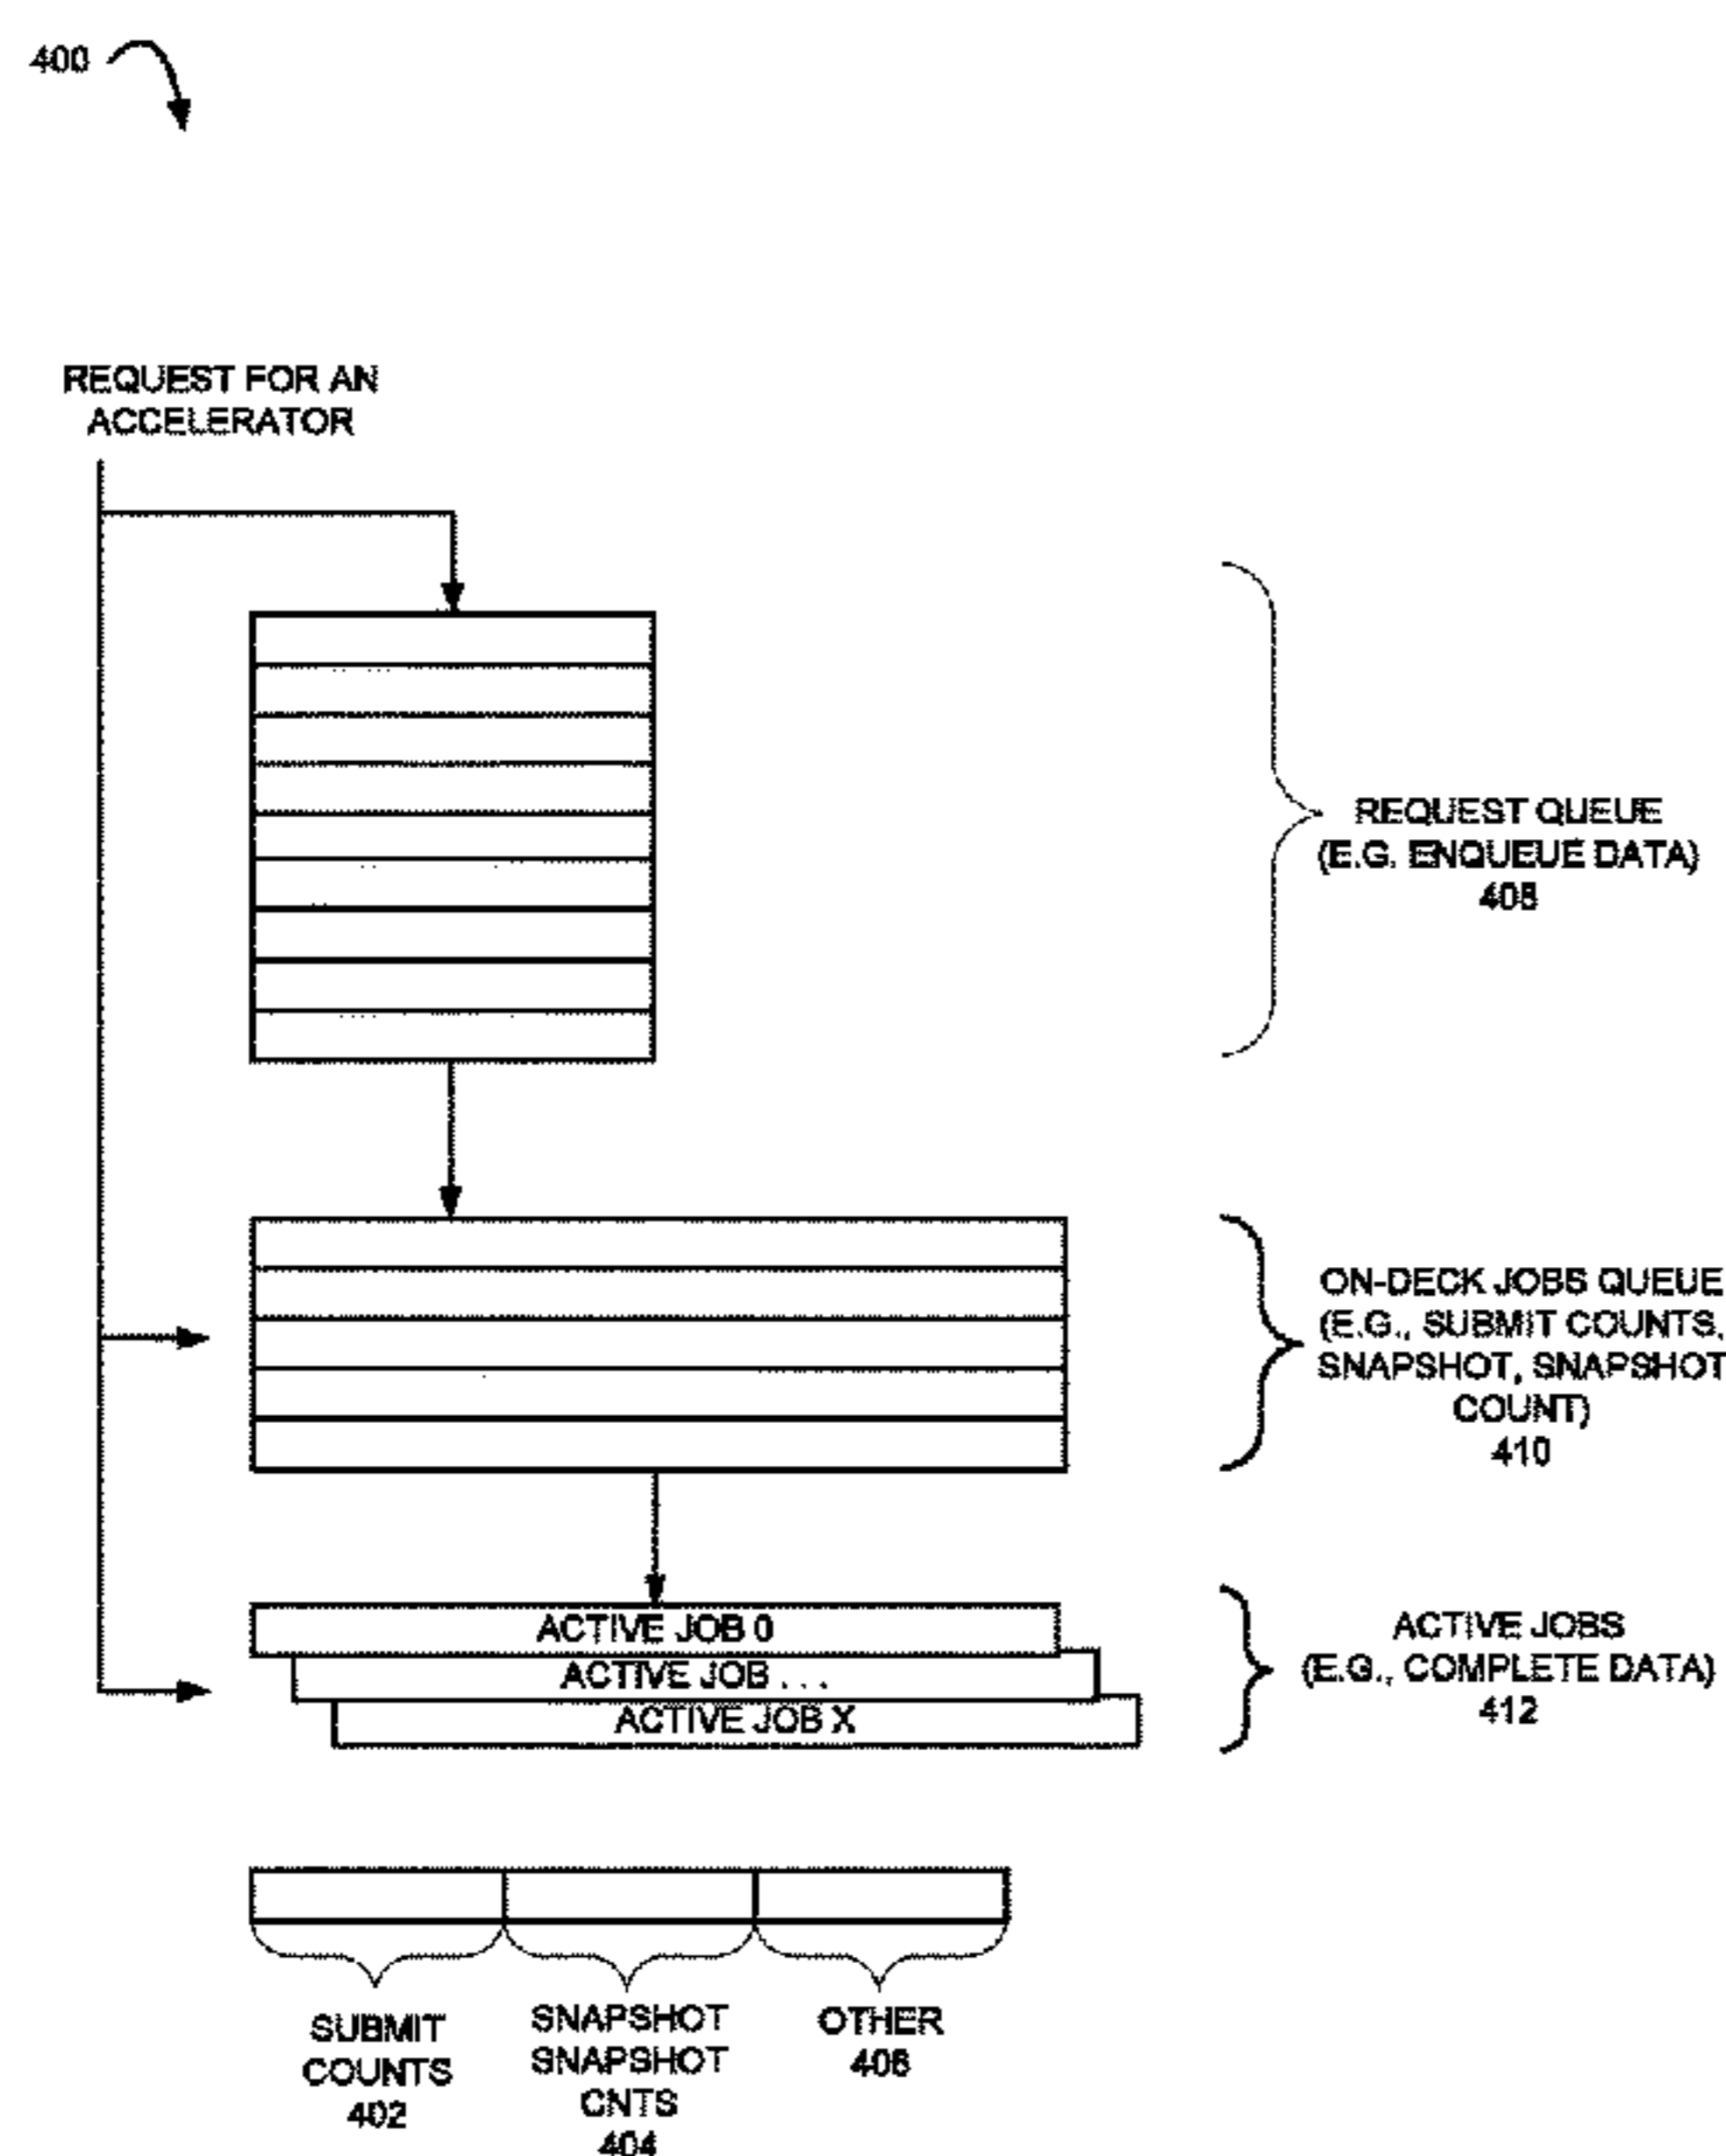 400
REQUEST FOR AN
ACCELERATOR
REQUEST QUEUE
(E.G. ENQUEUE DATA)
408
ON-DECK JOBS QUEUE
(E.G., SUBMIT COUNTS,
SNAPSHOT, SNAPSHOT
COUNT)
410
ACTIVE JOB 0
ACTIVE JOB . . .
ACTIVE JOB X
ACTIVE JOBS
(E.G., COMPLETE DATA)
412
SUBMIT
COUNTS
402
SNAPSHOT
SNAPSHOT
CNTS
404
OTHER
406